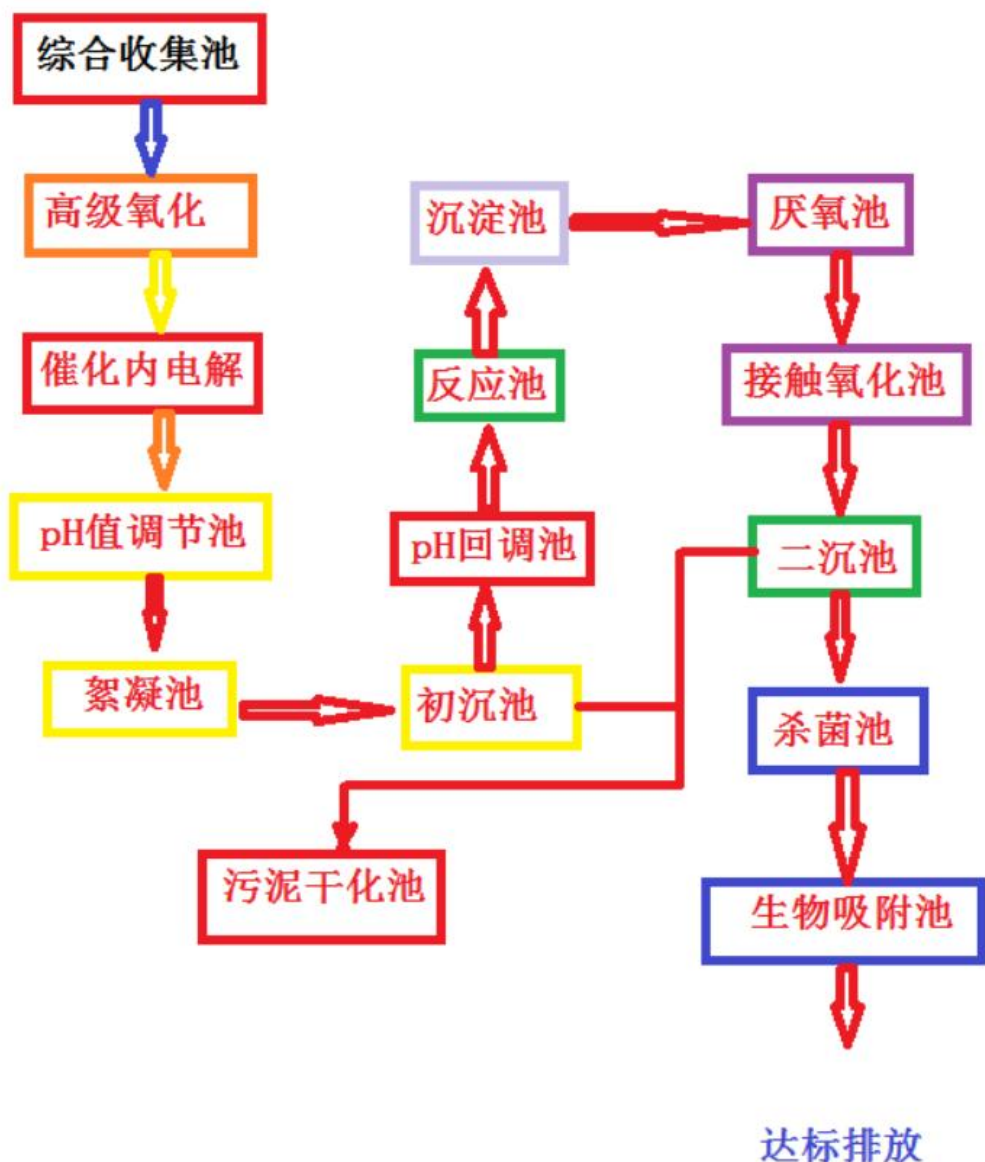 综合收集池
高级氧化
催化内电解
pH值调节池
絮凝池
初沉池
pH回调池
反应池
沉淀池
厌氧池
接触氧化池
二沉池
杀菌池
生物吸附池
达标排放
污泥干化池